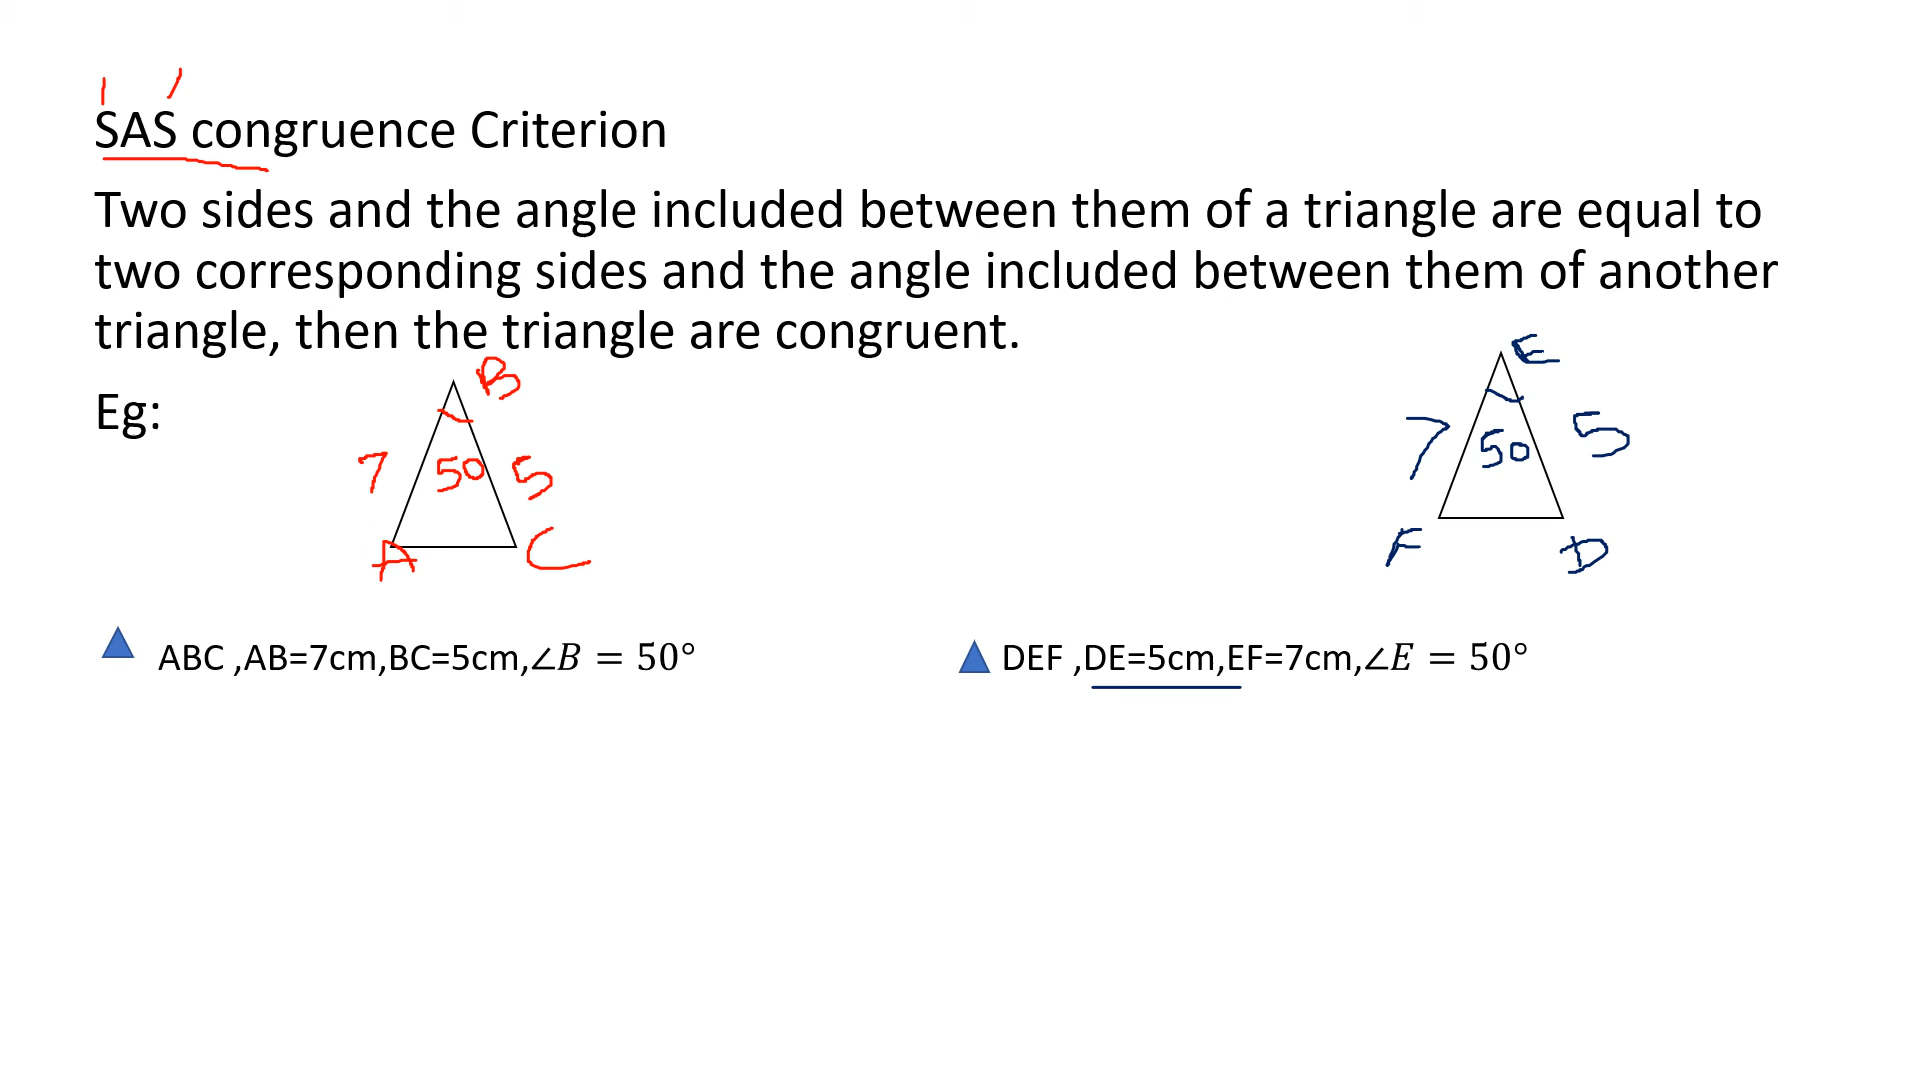 SAS congruence Criterion
Two sides and the angle included between them of a triangle are equal to
two corresponding sides and the angle included between them of another
triangle, then the triangle are congruent.
Eg:
B
7 50 5
A C
E
7 50 5
F D
ABC ,AB=7cm,BC=5cm,∠B = 50°
DEF ,DE=5cm,EF=7cm,∠E = 50°